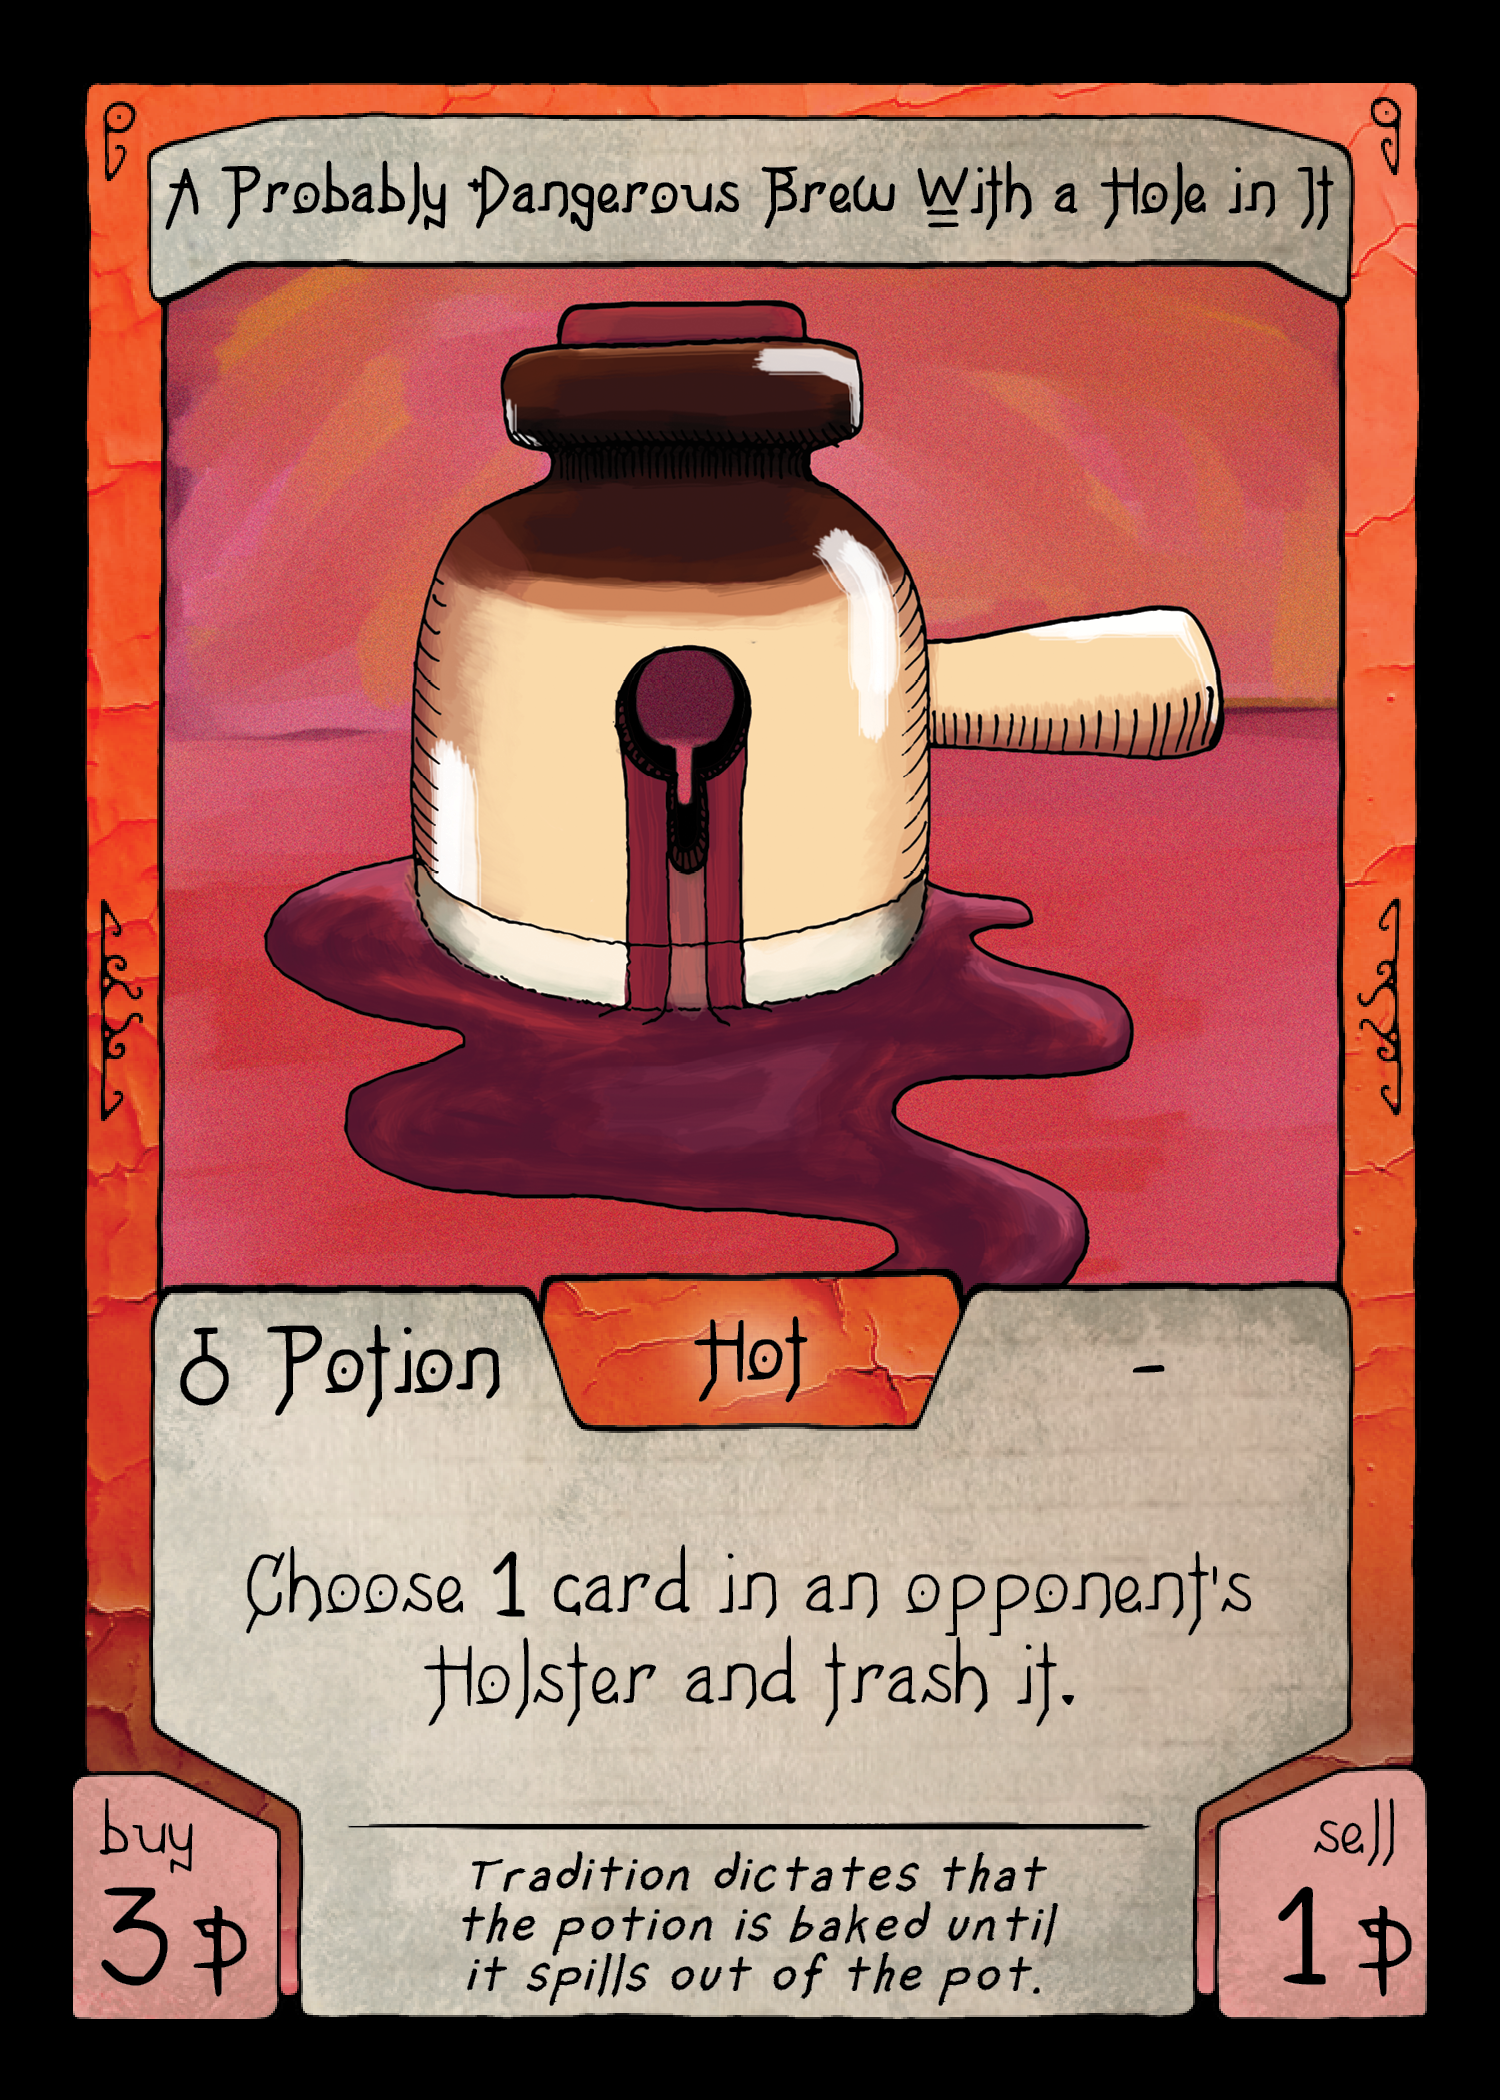 A Probably Dangerous Brew With a Hole in It
Potion
Hot
-
Choose 1 card in an opponent's
Holster and trash it.
buy
3 Đ
sell
1 Đ
Tradition dictates that
the potion is baked until
it spills out of the pot.